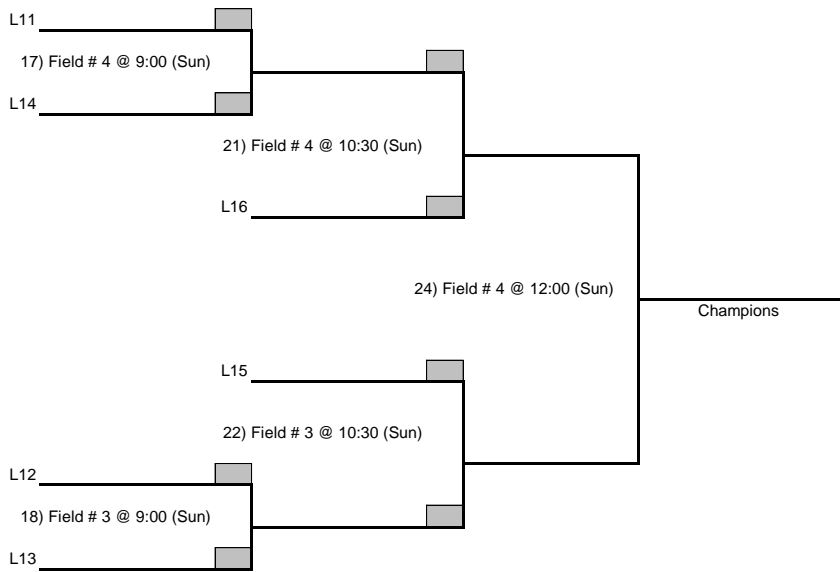 L11
17) Field # 4 @ 9:00 (Sun)
L14
21) Field # 4 @ 10:30 (Sun)
L16
24) Field # 4 @ 12:00 (Sun)
Champions
L15
22) Field # 3 @ 10:30 (Sun)
L12
18) Field # 3 @ 9:00 (Sun)
L13